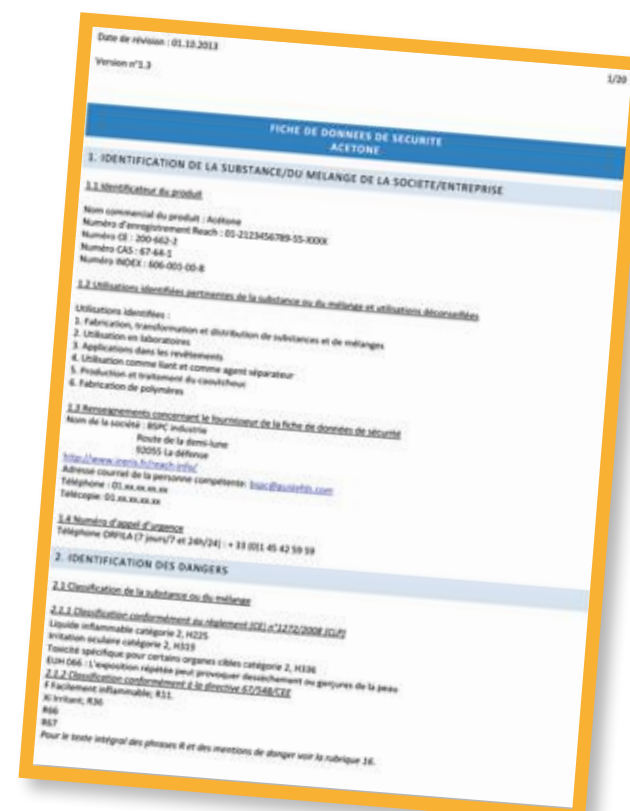 Date de révision : 01.10.2013
1/20
Version n°1.3
FICHE DE DONNEES DE SECURITE
ACETONE
1. IDENTIFICATION DE LA SUBSTANCE/DU MELANGE DE LA SOCIETE/ENTREPRISE
1.1 Identificateur du produit
Nom commercial du produit : Acétone
Numéro d'enregistrement Reach : 01-2123456789-55-XXXX
Numéro CE : 200-662-2
Numéro CAS : 67-64-1
Numéro INDEX : 606-001-00-8
1.2 Utilisations identifiées pertinentes de la substance ou du mélange et utilisations déconseillées
Utilisations identifiées :
1. Fabrication, transformation et distribution de substances et de mélanges
2. Utilisation en laboratoires
3. Applications dans les revêtements
4. Utilisation comme liant et comme agent séparateur
5. Production et traitement du caoutchouc
6. Fabrication de polymères
1.3 Renseignements concernant le fournisseur de la fiche de données de sécurité
Nom de la société : BSPC industrie
Route de la demi-lune
92055 La défense
http://www.ineris.fr/reach-info/
Adresse courriel de la personne compétente: bspc@guidefds.com
Téléphone : 01.xx.xx.xx.xx
Télécopie: 01.xx.xx.xx.xx
1.4 Numéro d'appel d'urgence
Téléphone ORFILA (7 jours/7 et 24h/24) : + 33 (0)1 45 42 59 59
2. IDENTIFICATION DES DANGERS
2.1 Classification de la substance ou du mélange
2.1.1 Classification conformément au règlement (CE) n°1272/2008 (CLP)
Liquide inflammable catégorie 2, H225
Irritation oculaire catégorie 2, H319
Toxicité spécifique pour certains organes cibles catégorie 2, H336
EUH 066 : L'exposition répétée peut provoquer dessèchement ou gerçures de la peau
2.1.2 Classification conformément à la directive 67/548/CEE
F Facilement inflammable; R11.
Xi Irritant; R36
R66
R67
Pour le texte intégral des phrases R et des mentions de danger voir la rubrique 16.